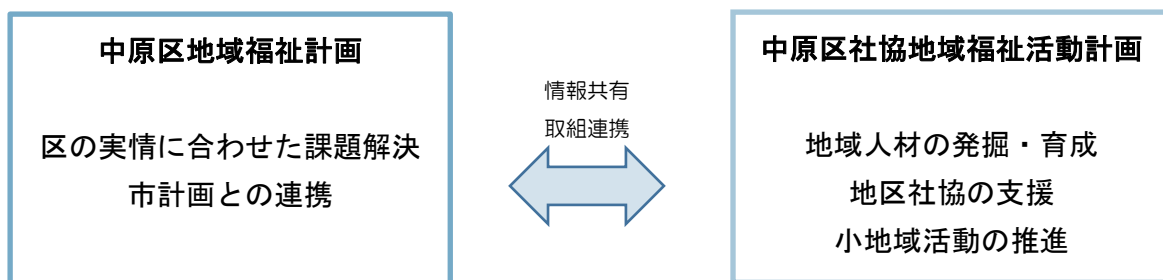 中原区地域福祉計画
区の実情に合わせた課題解決
市計画との連携
情報共有
取組連携
中原区社協地域福祉活動計画
地域人材の発掘・育成
地区社協の支援
小地域活動の推進